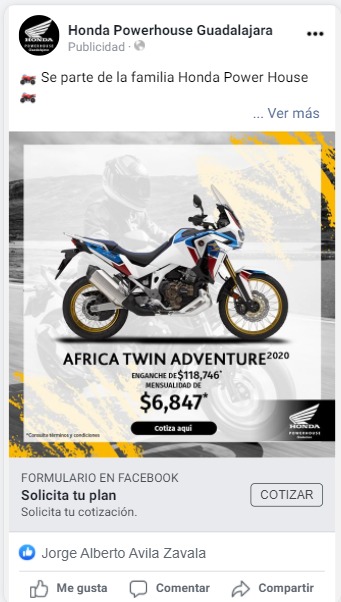 Honda Powerhouse Guadalajara
Publicidad ·
Se parte de la familia Honda Power House
... Ver más
AFRICA TWIN ADVENTURE²⁰²⁰
ENGANCHE DE $118,746*
MENSUALIDAD DE
$6,847*
Cotiza aquí
HONDA
POWERHOUSE
Guadalajara
*Consulta términos y condiciones
FORMULARIO EN FACEBOOK
Solicita tu plan
Solicita tu cotización.
COTIZAR
Jorge Alberto Avila Zavala
Me gusta
Comentar
Compartir